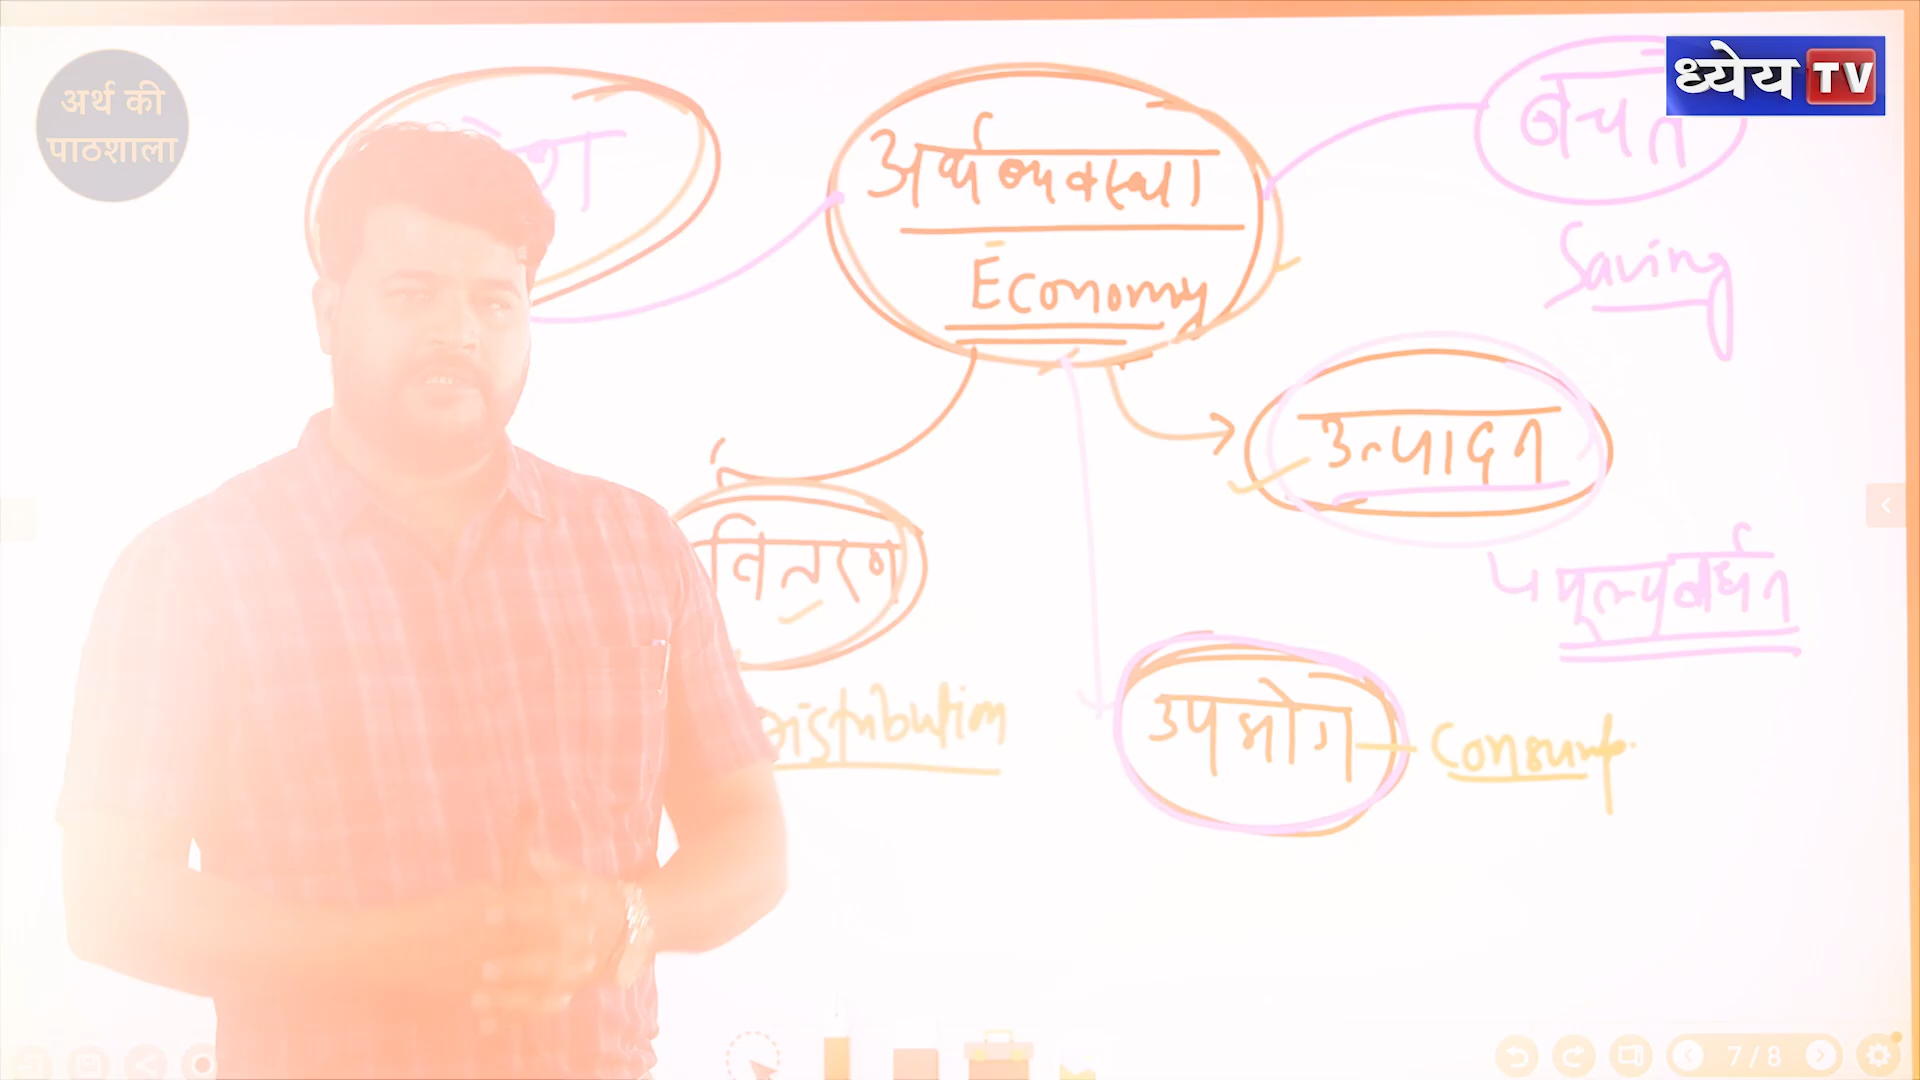 अर्थ की
पाठशाला
ध्येय TV
अर्थव्यवस्था
Economy
बचत
Saving
उत्पादन
मूल्यवर्धन
वितरण
Distribution
उपभोग
Consump.
7/8